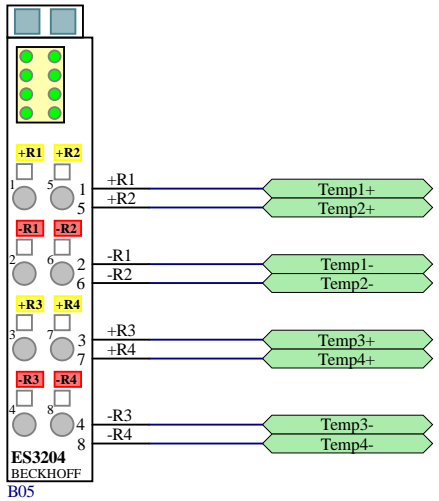 +R1 +R2
1 5
1 +R1 Temp1+
5 +R2 Temp2+
-R1 -R2
2 6
2 -R1 Temp1-
6 -R2 Temp2-
+R3 +R4
3 7
3 +R3 Temp3+
7 +R4 Temp4+
-R3 -R4
4 8
4 -R3 Temp3-
8 -R4 Temp4-
ES3204
BECKHOFF
B05